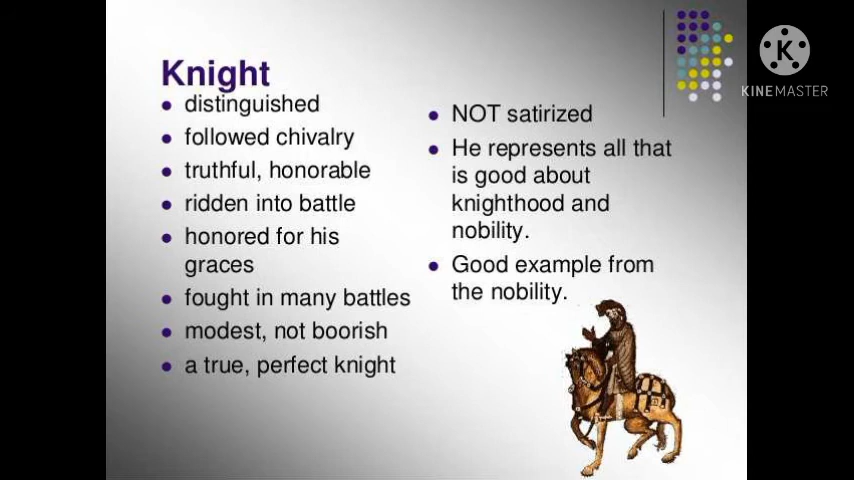 Knight
distinguished
followed chivalry
truthful, honorable
ridden into battle
honored for his
graces
fought in many battles
modest, not boorish
a true, perfect knight
NOT satirized
He represents all that
is good about
knighthood and
nobility.
Good example from
the nobility.
K
KINEMASTER